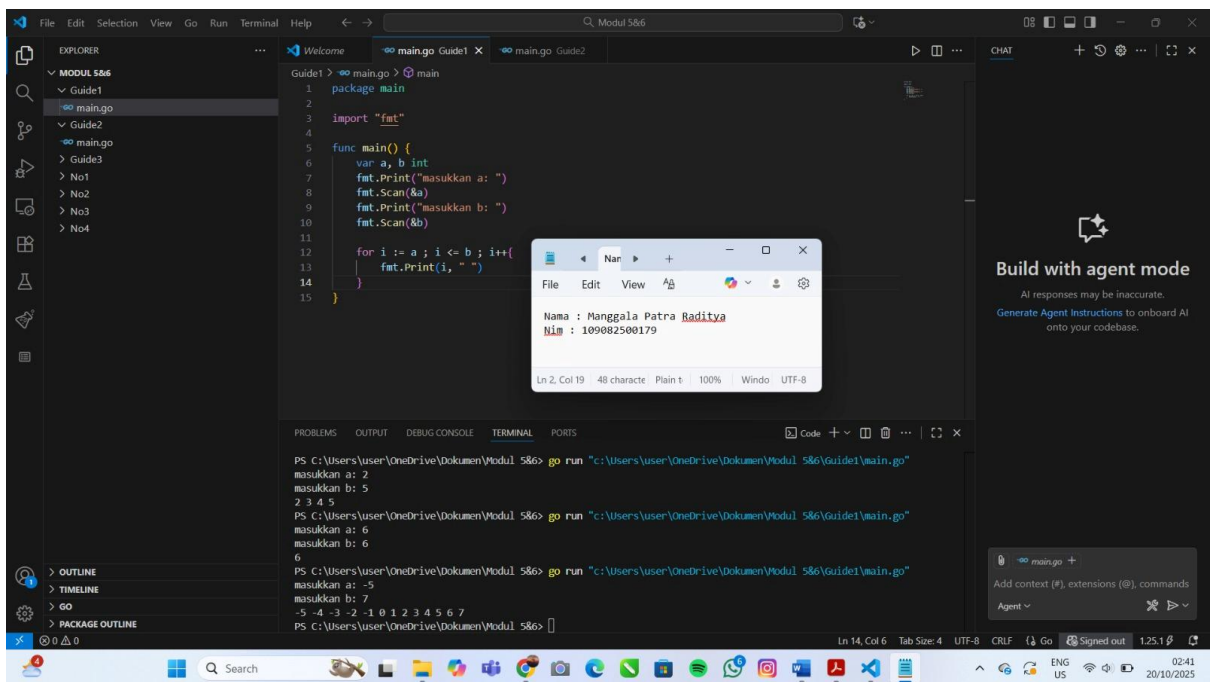 File Edit Selection View Go Run Terminal Help
Modul 5&6
EXPLORER
MODUL 5&6
Guide1
main.go
Guide2
main.go
Guide3
No1
No2
No3
No4
OUTLINE
TIMELINE
GO
PACKAGE OUTLINE
Welcome
main.go Guide1
main.go Guide2
Guide1 > main.go > main
1 package main
2
3 import "fmt"
4
5 func main() {
6 var a, b int
7 fmt.Print("masukkan a: ")
8 fmt.Scan(&a)
9 fmt.Print("masukkan b: ")
10 fmt.Scan(&b)
11
12 for i := a ; i <= b ; i++{
13 fmt.Print(i, " ")
14 }
15 }
Nar
File Edit View
Nama : Manggala Patra Raditya
Nim : 109082500179
Ln 2, Col 19 48 characte Plain t 100% Windo UTF-8
PROBLEMS OUTPUT DEBUG CONSOLE TERMINAL PORTS
Code
PS C:\Users\user\OneDrive\Dokumen\Modul 5&6> go run "c:\Users\user\OneDrive\Dokumen\Modul 5&6\Guide1\main.go"
masukkan a: 2
masukkan b: 5
2 3 4 5
PS C:\Users\user\OneDrive\Dokumen\Modul 5&6> go run "c:\Users\user\OneDrive\Dokumen\Modul 5&6\Guide1\main.go"
masukkan a: 6
masukkan b: 6
6
PS C:\Users\user\OneDrive\Dokumen\Modul 5&6> go run "c:\Users\user\OneDrive\Dokumen\Modul 5&6\Guide1\main.go"
masukkan a: -5
masukkan b: 7
-5 -4 -3 -2 -1 0 1 2 3 4 5 6 7
PS C:\Users\user\OneDrive\Dokumen\Modul 5&6>
CHAT
Build with agent mode
AI responses may be inaccurate.
Generate Agent Instructions to onboard AI
onto your codebase.
main.go
Add context (#), extensions (@), commands
Agent
0 0
Ln 14, Col 6 Tab Size: 4 UTF-8 CRLF Go Signed out 1.25.1
Search
ENG
US
02:41
20/10/2025